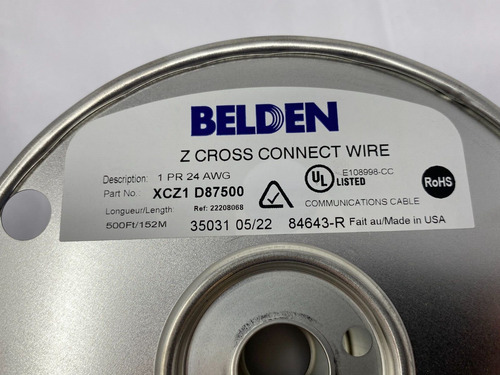 BELDEN
Z CROSS CONNECT WIRE
Description: 1 PR 24 AWG
Part No.: XCZ1 D87500
Longueur/Length: Ref: 22208068
500Ft/152M 35031 05/22 84643-R Fait au/Made in USA
UL E108998-CC
LISTED
COMMUNICATIONS CABLE
RoHS